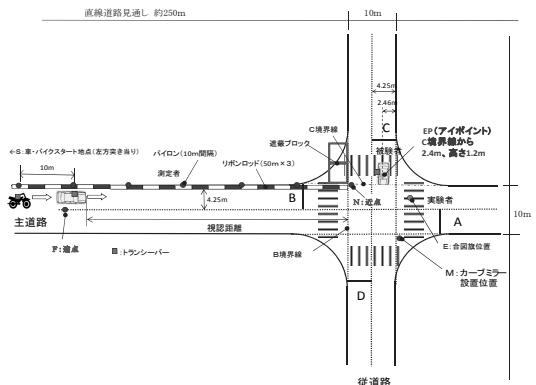 直線道路見通し 約250m
10m
4.25m
2.46m
C境界線
C
被験者
EP(アイポイント)
C境界線から
2.4m、高さ1.2m
遮蔽ブロック
←S:車・バイクスタート地点(左方突き当り)
パイロン(10m間隔)
10m
測定者
リボンロッド(50m×3)
4.25m
B
N:近点
実験者
A
10m
主道路
視認距離
E:合図旗位置
F:遠点
:トランシーバー
B境界線
M:カーブミラー
設置位置
D
従道路